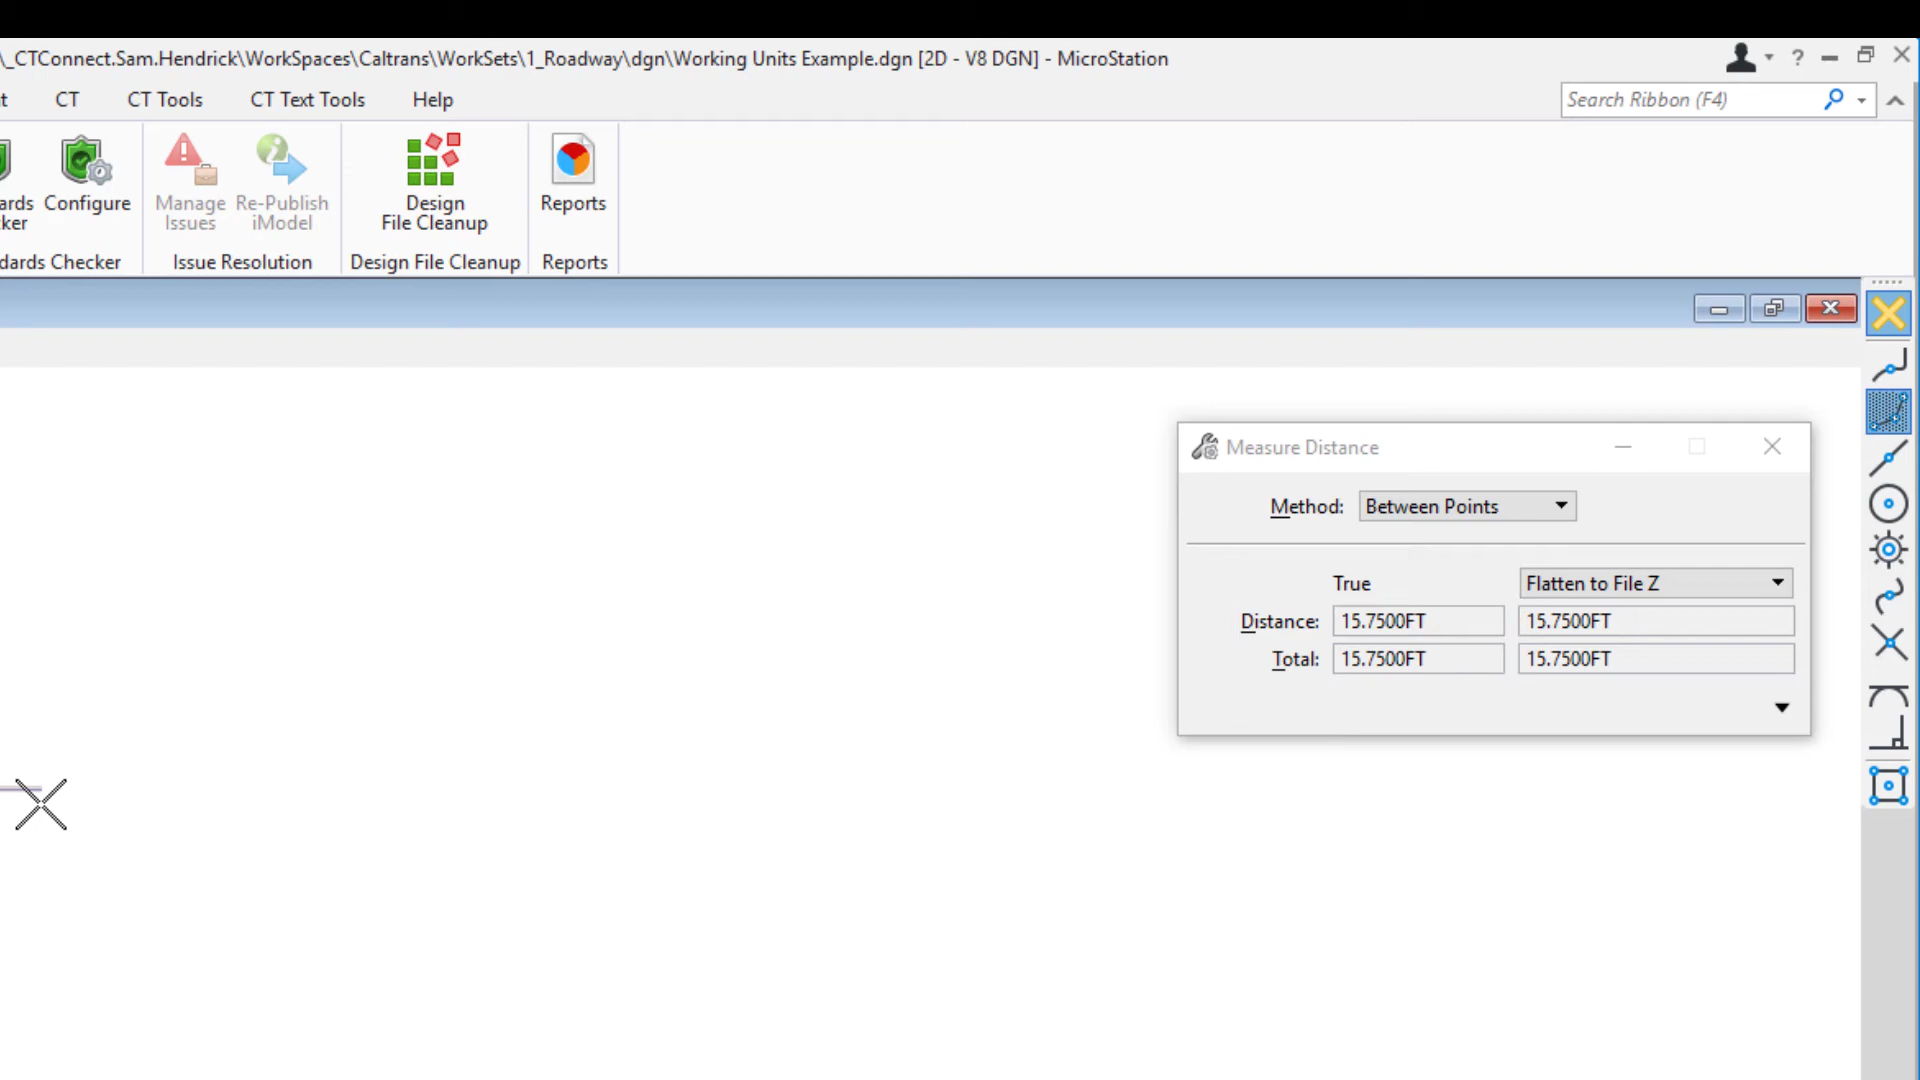 \_CTConnect.Sam.Hendrick\WorkSpaces\Caltrans\WorkSets\1_Roadway\dgn\Working Units Example.dgn [2D - V8 DGN] - MicroStation
?
t CT CT Tools CT Text Tools Help
Search Ribbon (F4)
ards
ker
Configure
Manage
Issues
Re-Publish
iModel
Design
File Cleanup
Reports
dards Checker
Issue Resolution
Design File Cleanup
Reports
Measure Distance
Method: Between Points
True Flatten to File Z
Distance: 15.7500FT 15.7500FT
Total: 15.7500FT 15.7500FT